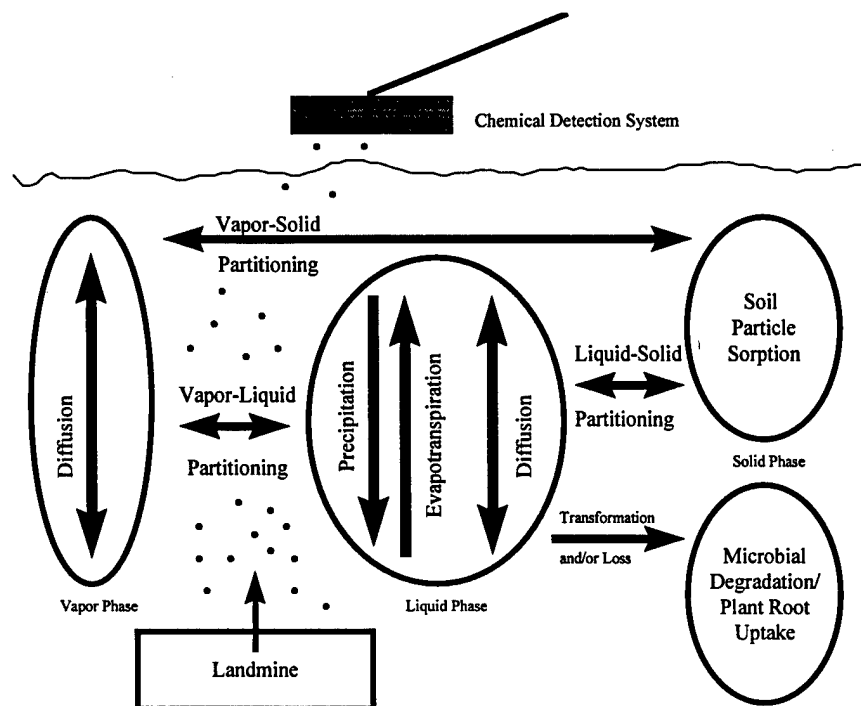 Chemical Detection System
Vapor-Solid
Partitioning
Soil
Particle
Sorption
Liquid-Solid
Partitioning
Vapor-Liquid
Partitioning
Diffusion
Precipitation
Evapotranspiration
Diffusion
Solid Phase
Transformation
and/or Loss
Microbial
Degradation/
Plant Root
Uptake
Vapor Phase
Liquid Phase
Landmine